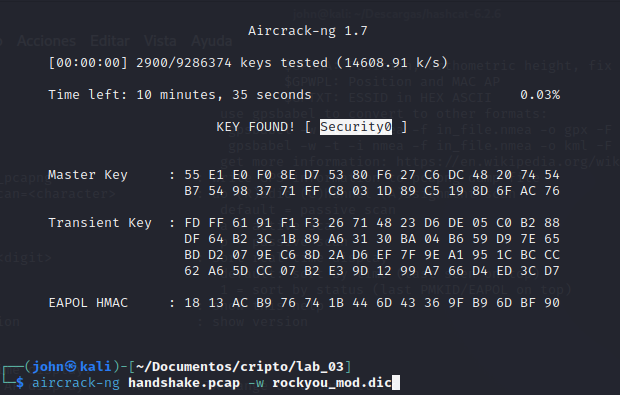 Acciones Editar Vista Ayuda
Aircrack-ng 1.7
[00:00:00] 2900/9286374 keys tested (14608.91 k/s)
Time left: 10 minutes, 35 seconds 0.03%
KEY FOUND! [ Security0 ]
Master Key : 55 E1 E0 F0 8E D7 53 80 F6 27 C6 DC 48 20 74 54
B7 54 98 37 71 FF C8 03 1D 89 C5 19 8D 6F AC 76
Transient Key : FD FF 61 91 F1 F3 26 71 48 23 D6 DE 05 C0 B2 88
DF 64 B2 3C 1B 89 A6 31 30 BA 04 B6 59 D9 7E 65
BD D2 07 9E C6 8D 2A D6 EF 7F 9E A1 95 1C BC CC
62 A6 5D CC 07 B2 E3 9D 12 99 A7 66 D4 ED 3C D7
EAPOL HMAC : 18 13 AC B9 76 74 1B 44 6D 43 36 9F B9 6D BF 90
: show version
(john㉿kali)-[~/Documentos/cripto/lab_03]
$ aircrack-ng handshake.pcap -w rockyou_mod.dic